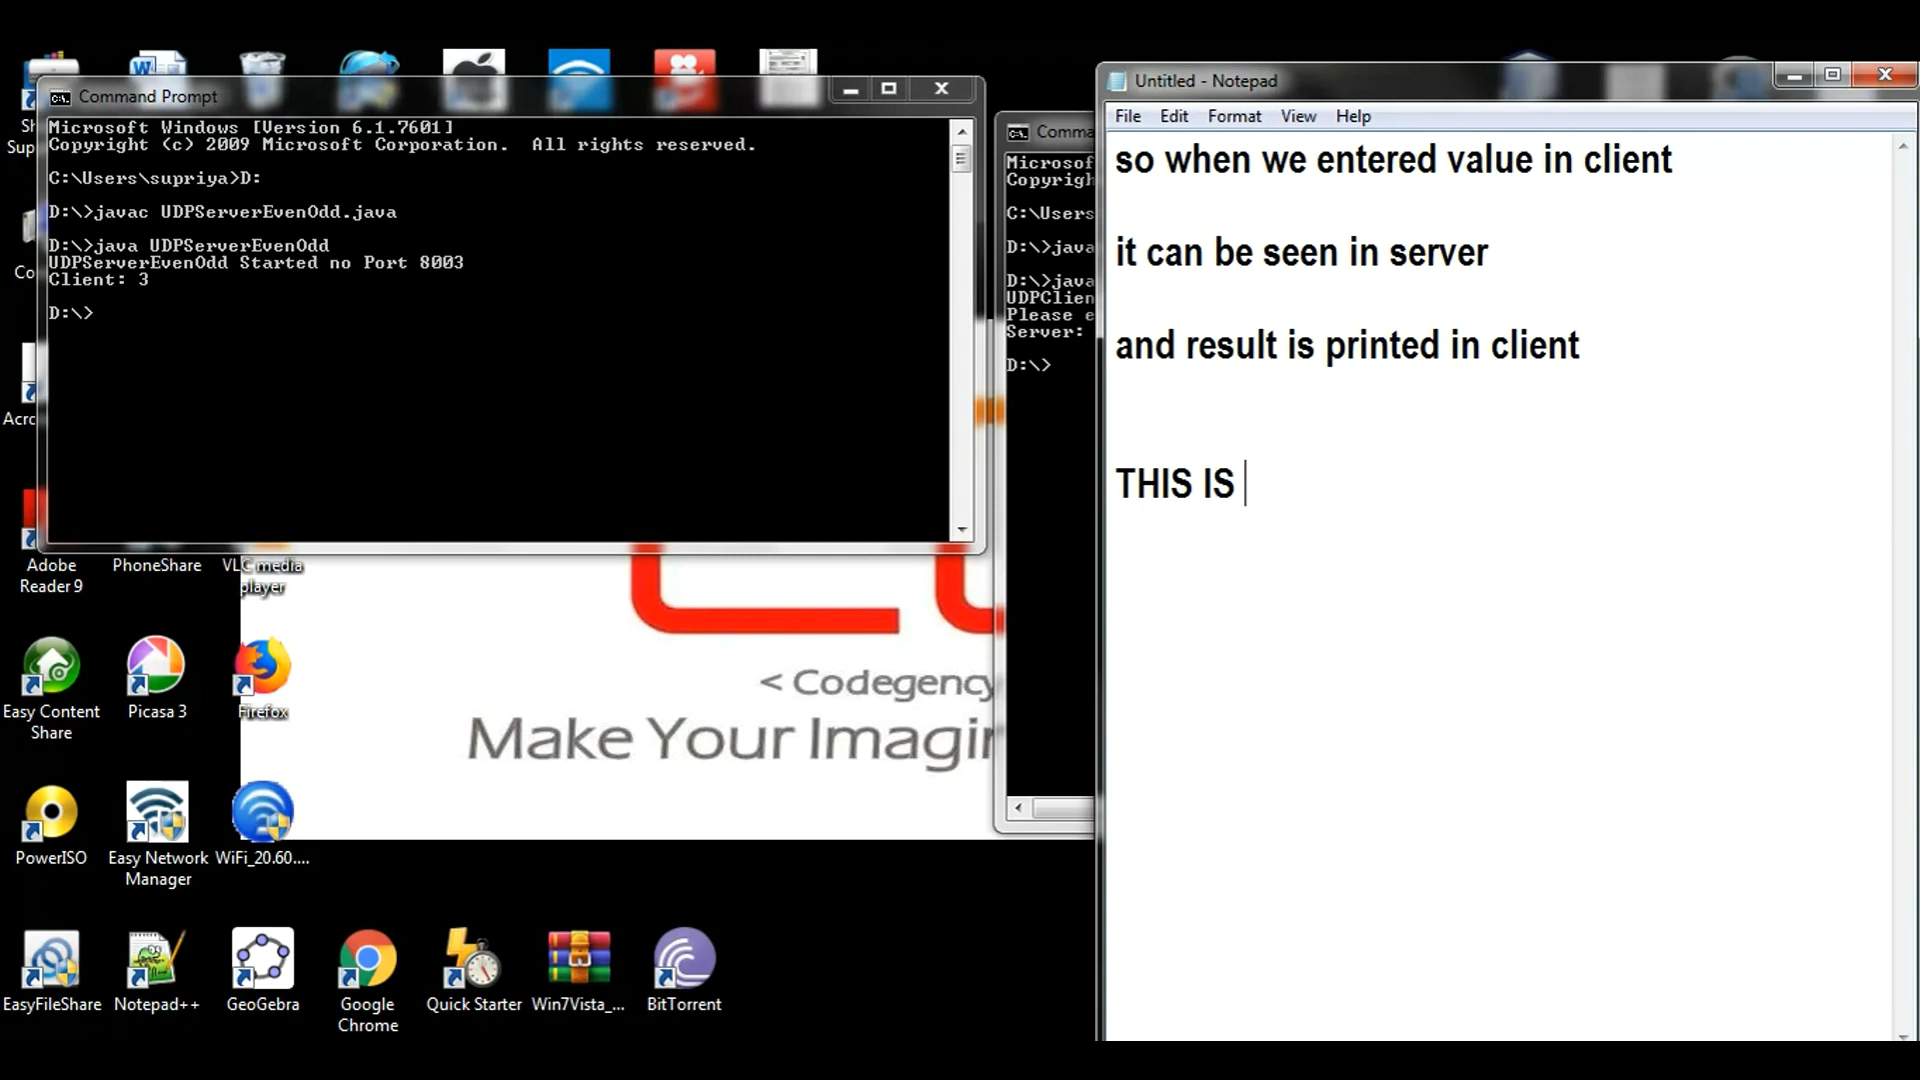 Command Prompt
Microsoft Windows [Version 6.1.7601]
Copyright (c) 2009 Microsoft Corporation.  All rights reserved.
C:\Users\supriya>D:
D:\>javac UDPServerEvenOdd.java
D:\>java UDPServerEvenOdd
UDPServerEvenOdd Started no Port 8003
Client: 3
D:\>
Comma
Microsof
Copyrigh
C:\Users
D:\>java
D:\>java
UDPClien
Please e
Server:
D:\>
Untitled - Notepad
File Edit Format View Help
so when we entered value in client
it can be seen in server
and result is printed in client
THIS IS
Sh
Sup
Co
Acro
Adobe
Reader 9
PhoneShare
VLC media
player
< Codegency
Make Your Imagin
Easy Content
Share
Picasa 3
Firefox
PowerISO
Easy Network
Manager
WiFi_20.60....
EasyFileShare
Notepad++
GeoGebra
Google
Chrome
Quick Starter
Win7Vista_...
BitTorrent